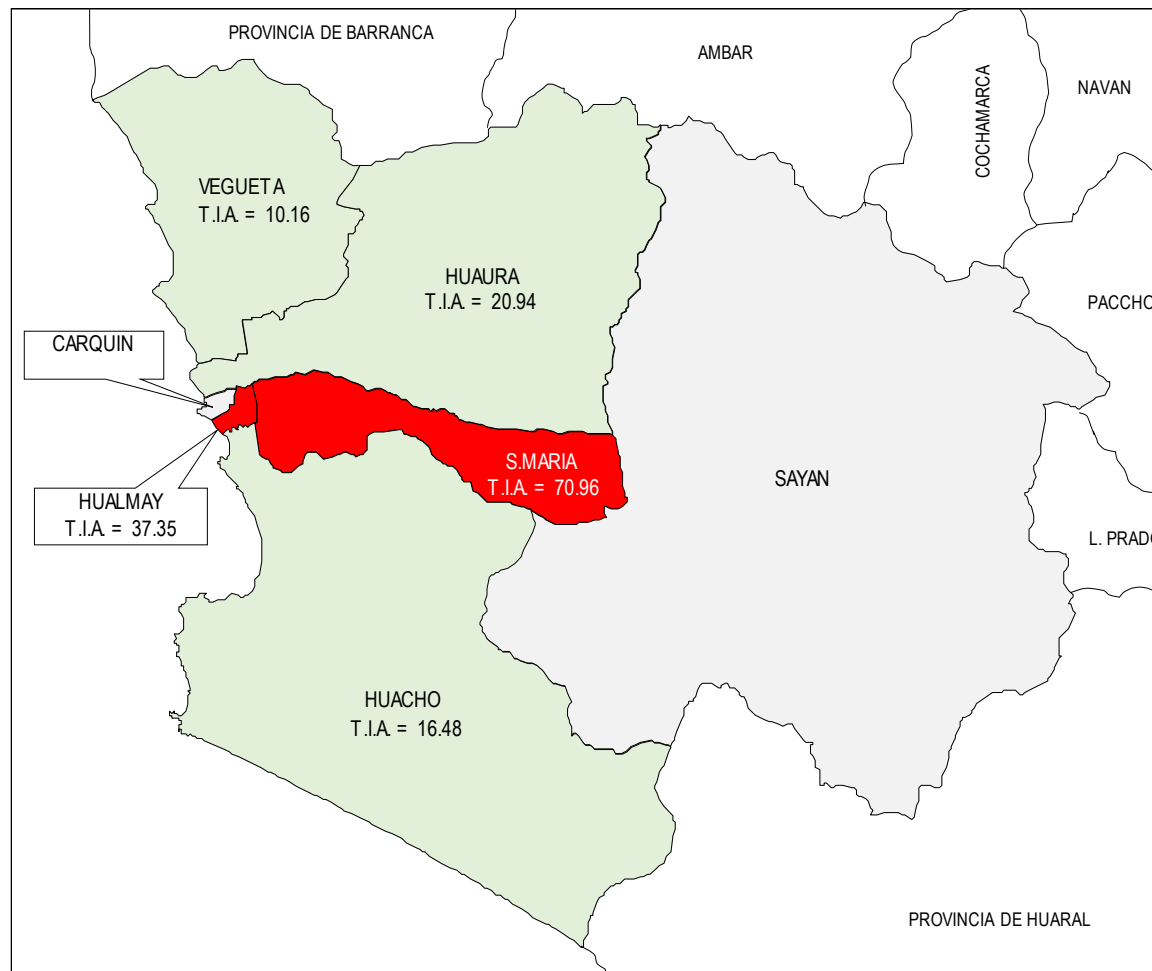 PROVINCIA DE BARRANCA
AMBAR
NAVAN
COCHAMARCA
VEGUETA
T.I.A. = 10.16
HUAURA
T.I.A. = 20.94
PACCHO
CARQUIN
S.MARIA
T.I.A. = 70.96
SAYAN
HUALMAY
T.I.A. = 37.35
L. PRADO
HUACHO
T.I.A. = 16.48
PROVINCIA DE HUARAL